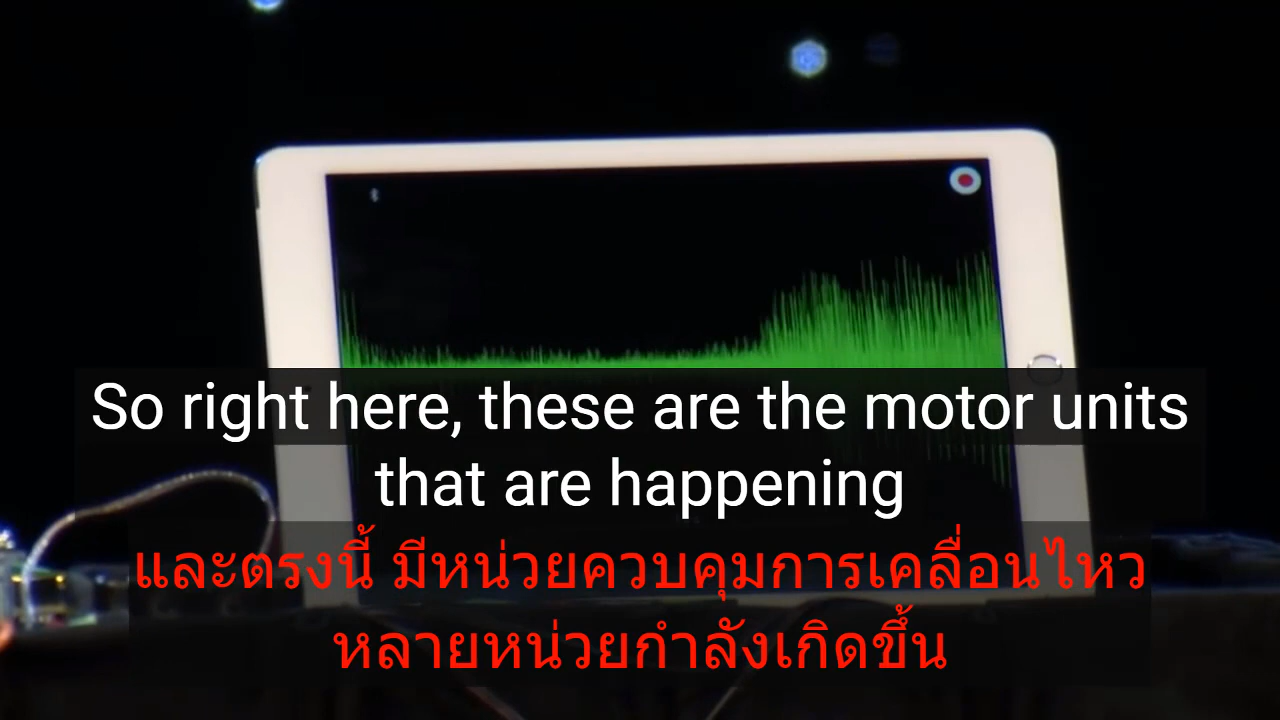 So right here, these are the motor units
that are happening
และตรงนี้ มีหน่วยควบคุมการเคลื่อนไหว
หลายหน่วยกำลังเกิดขึ้น